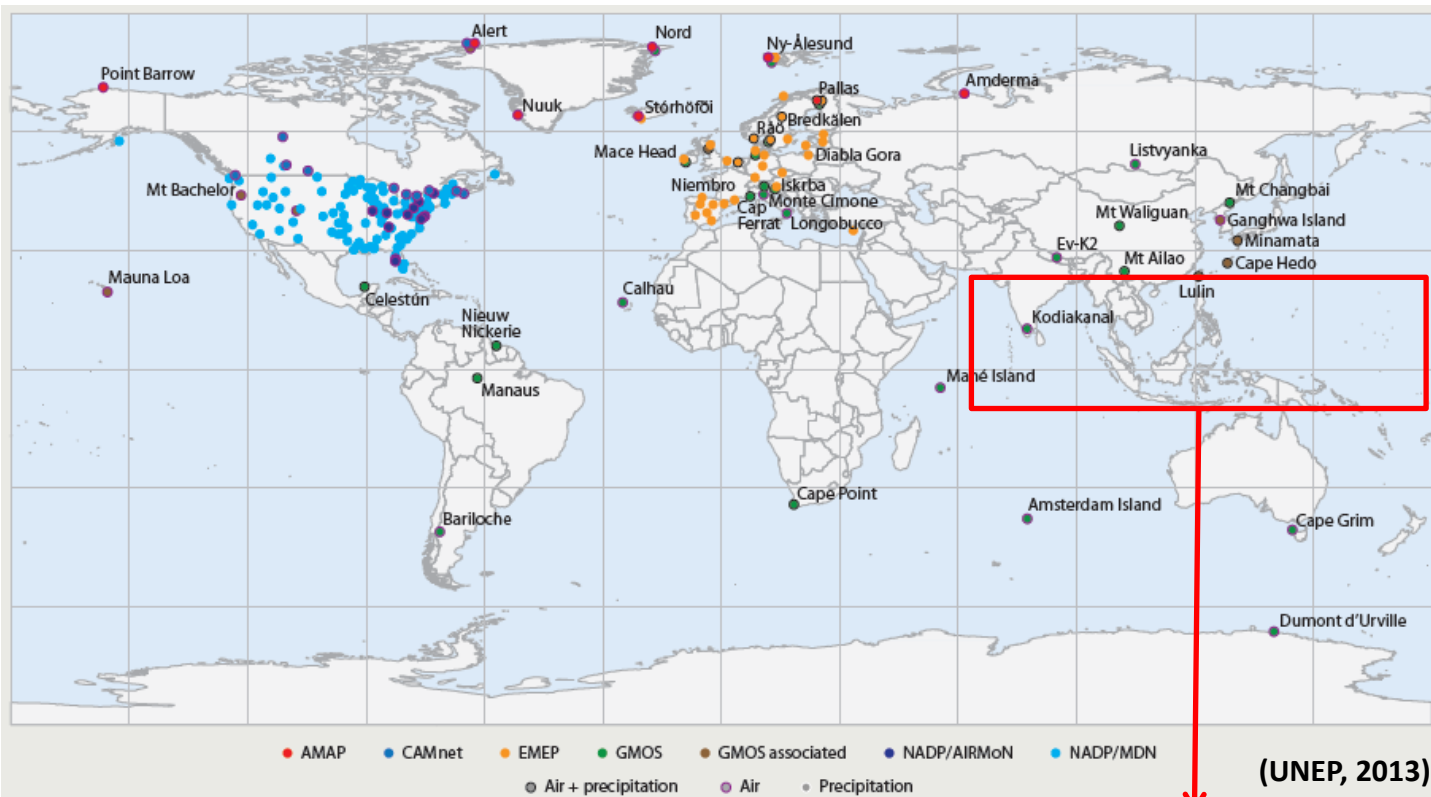 Alert
Nord
Ny-Ålesund
Point Barrow
Amderma
Pallas
Nuuk
Stórhöfði
Bredkälen
Råo
Mace Head
Diabla Gora
Listvyanka
Mt Bachelor
Niembro
Iskrba
Mt Changbai
Cap
Ferrat
Monte Cimone
Longobucco
Mt Waliguan
Ganghwa Island
Minamata
Ev-K2
Mt Ailao
Cape Hedo
Mauna Loa
Celestún
Calhau
Lulin
Nieuw
Nickerie
Kodiakanal
Manaus
Mahé Island
Cape Point
Amsterdam Island
Bariloche
Cape Grim
Dumont d'Urville
AMAP CAMnet EMEP GMOS GMOS associated NADP/AIRMoN NADP/MDN
Air + precipitation Air Precipitation
(UNEP, 2013)